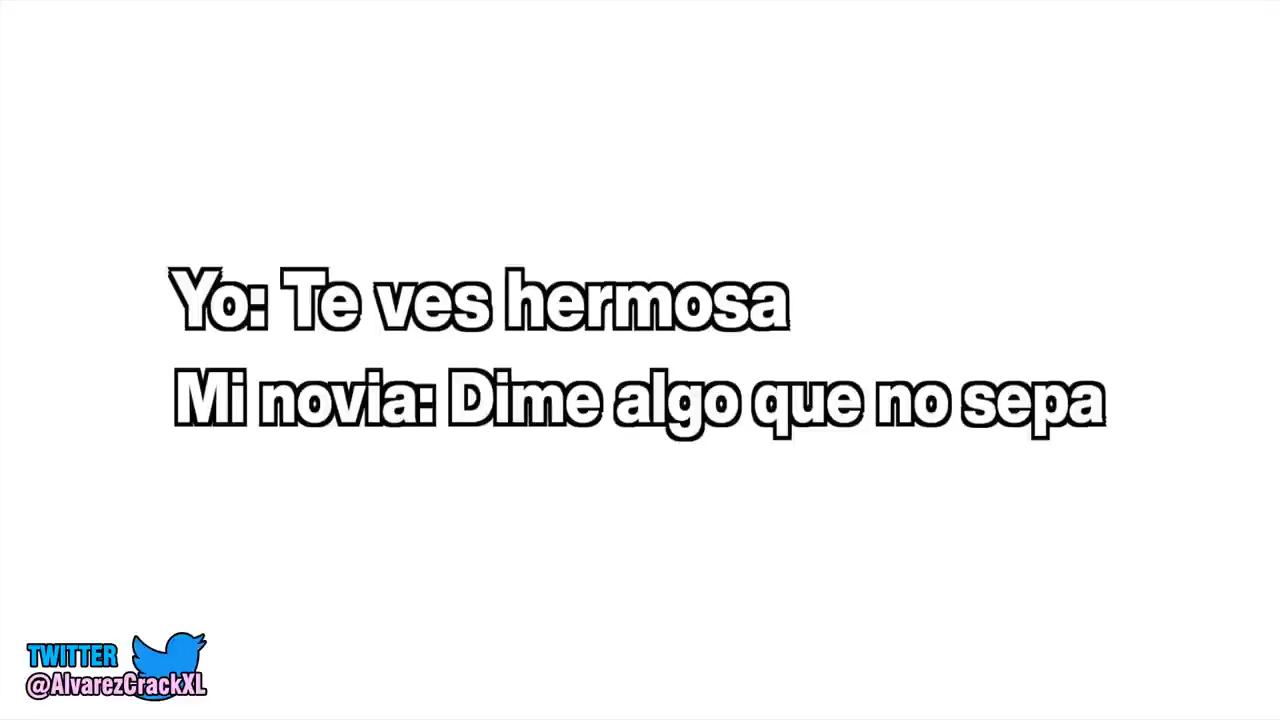 Yo: Te ves hermosa
Mi novia: Dime algo que no sepa
TWITTER
@AlvarezCrackXL